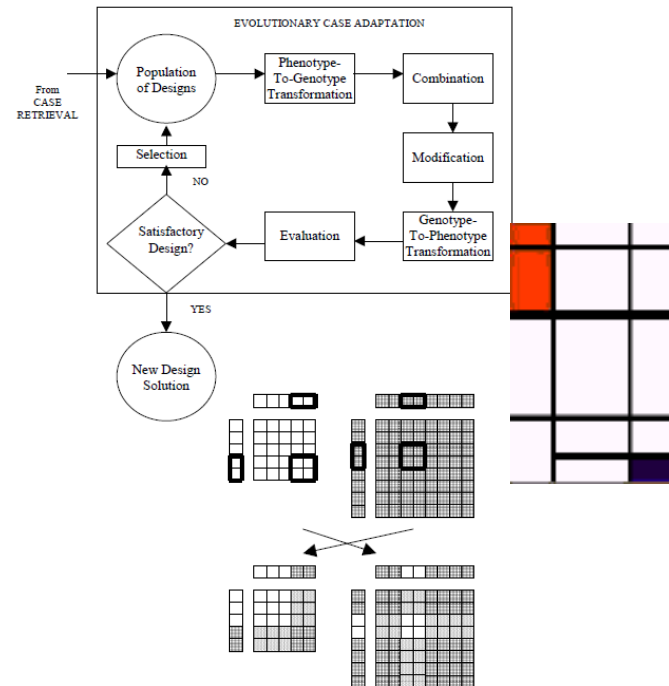 EVOLUTIONARY CASE ADAPTATION
From
CASE
RETRIEVAL
Population
of Designs
Phenotype-
To-Genotype
Transformation
Combination
Selection
Modification
NO
Satisfactory
Design?
Evaluation
Genotype-
To-Phenotype
Transformation
YES
New Design
Solution